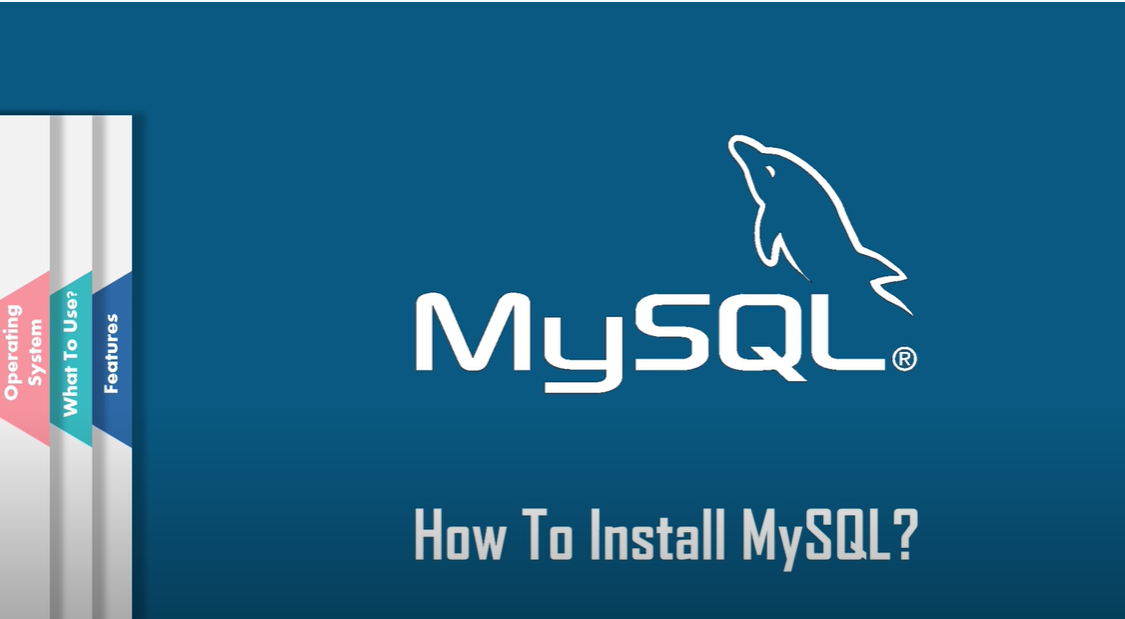 Operating
System
What To Use?
Features
MySQL®
How To Install MySQL?